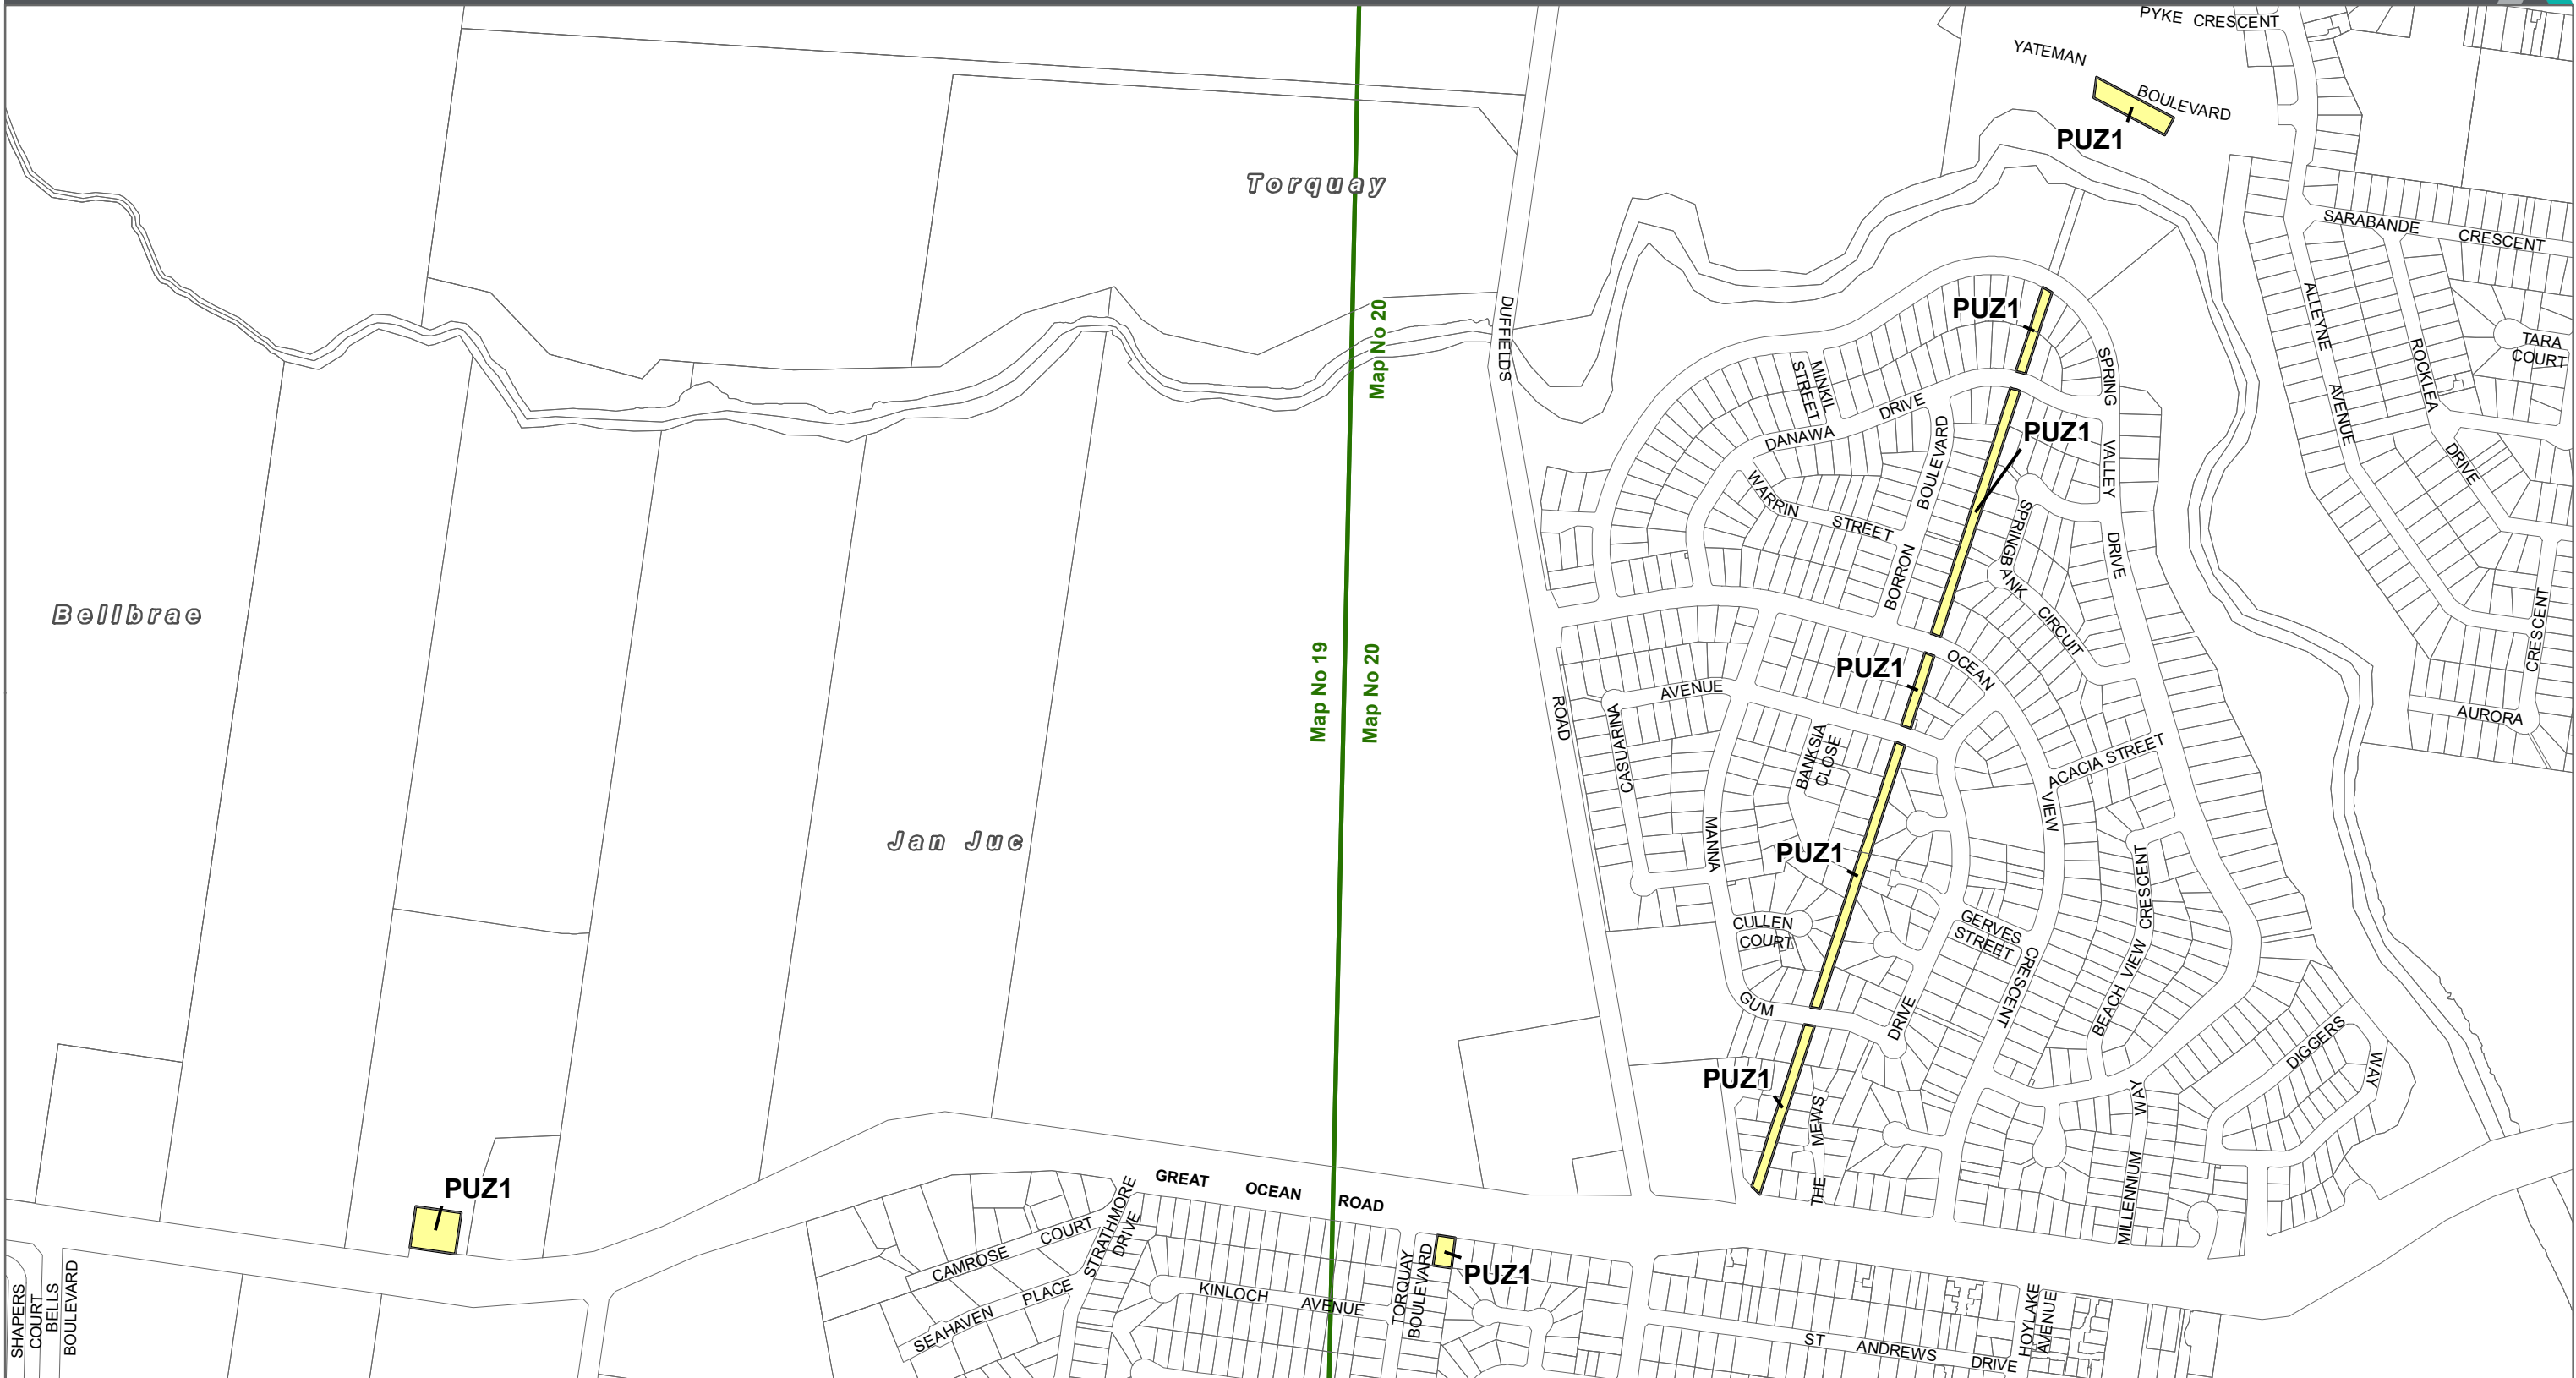 PYKE CRESCENT
YATEMAN
BOULEVARD
PUZ1
Torquay
SARABANDE
CRESCENT
ALLEYNE
AVENUE
ROCKLEA
DRIVE
TARA
COURT
CRESCENT
AURORA
Map No 20
DUFFIELDS
ROAD
PUZ1
SPRING
VALLEY
DRIVE
MINKIL
STREET
DANAWA
DRIVE
PUZ1
BORRON
BOULEVARD
WARRIN
STREET
SPRINGBANK
CIRCUIT
Bellbrae
Map No 19
Map No 20
PUZ1
OCEAN
VIEW
CRESCENT
CASUARINA
AVENUE
BANKSIA
CLOSE
ACACIA STREET
Jan Juc
MANNA
GUM
DRIVE
PUZ1
CULLEN
COURT
GERVES
STREET
BEACH VIEW CRESCENT
DIGGERS
WAY
PUZ1
THE MEWS
MILLENNIUM
WAY
PUZ1
GREAT OCEAN ROAD
STRATHMORE
DRIVE
CAMROSE COURT
SEAHAVEN PLACE
KINLOCH AVENUE
TORQUAY
BOULEVARD
PUZ1
SHAPERS
COURT
BELLS
BOULEVARD
ST ANDREWS DRIVE
HOYLAKE
AVENUE